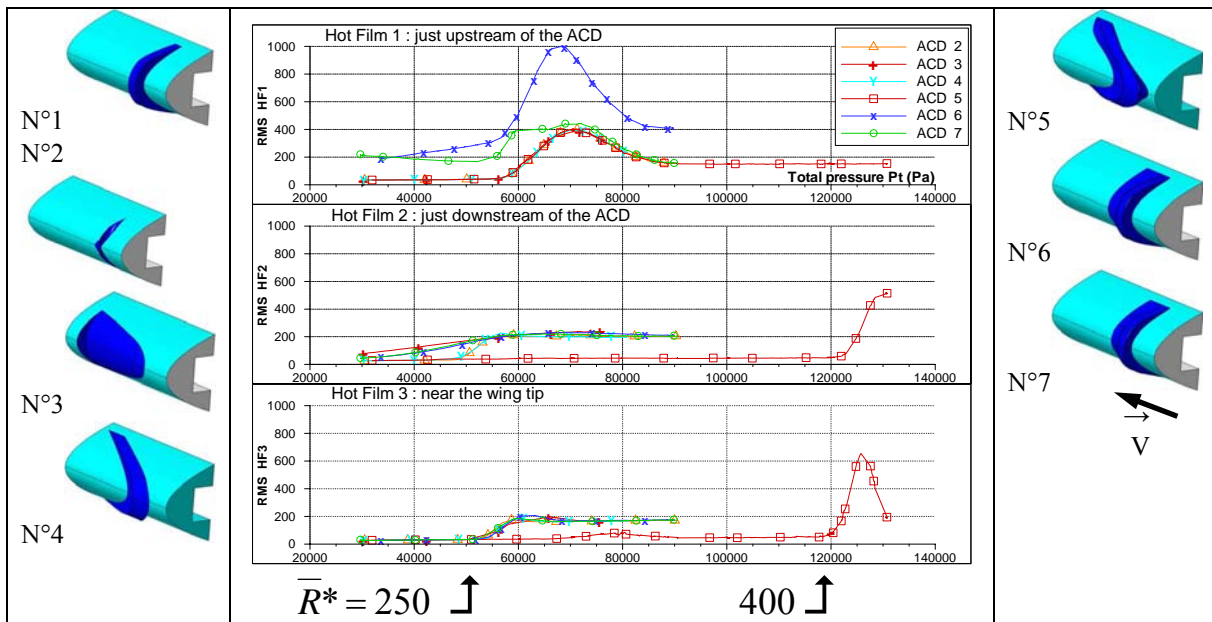 N°1
N°2
N°3
N°4
Hot Film 1 : just upstream of the ACD
RMS HF1
1000
800
600
400
200
0
20000 40000 60000 80000 100000 120000 140000
Total pressure Pt (Pa)
ACD 2
ACD 3
ACD 4
ACD 5
ACD 6
ACD 7
Hot Film 2 : just downstream of the ACD
RMS HF2
1000
800
600
400
200
0
20000 40000 60000 80000 100000 120000 140000
Hot Film 3 : near the wing tip
RMS HF3
1000
800
600
400
200
0
20000 40000 60000 80000 100000 120000 140000
R̅* = 250
400
N°5
N°6
N°7
V⃗